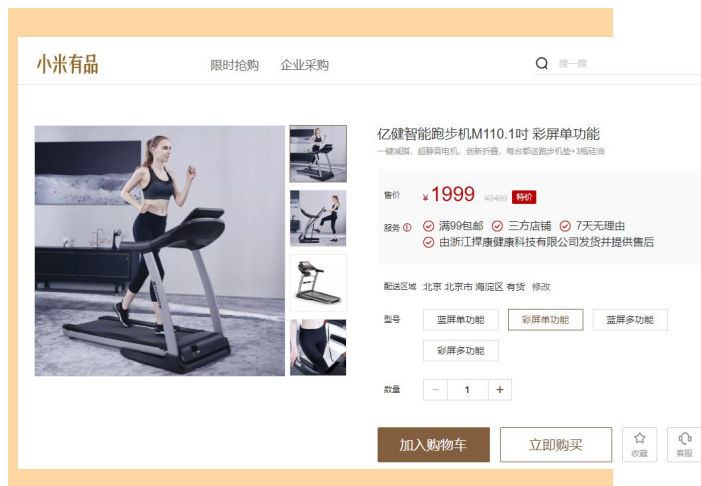 小米有品
限时抢购 企业采购
搜一搜
亿健智能跑步机M110.1吋 彩屏单功能
一键减脂，超静音电机，创新折叠，每台都送跑步机垫+3瓶硅油
售价 ¥1999 ¥2499 特价
服务 满99包邮 三方店铺 7天无理由
由浙江捍康健康科技有限公司发货并提供售后
配送区域 北京 北京市 海淀区 有货 修改
型号 蓝屏单功能 彩屏单功能 蓝屏多功能
彩屏多功能
数量 − 1 +
加入购物车 立即购买 收藏 客服